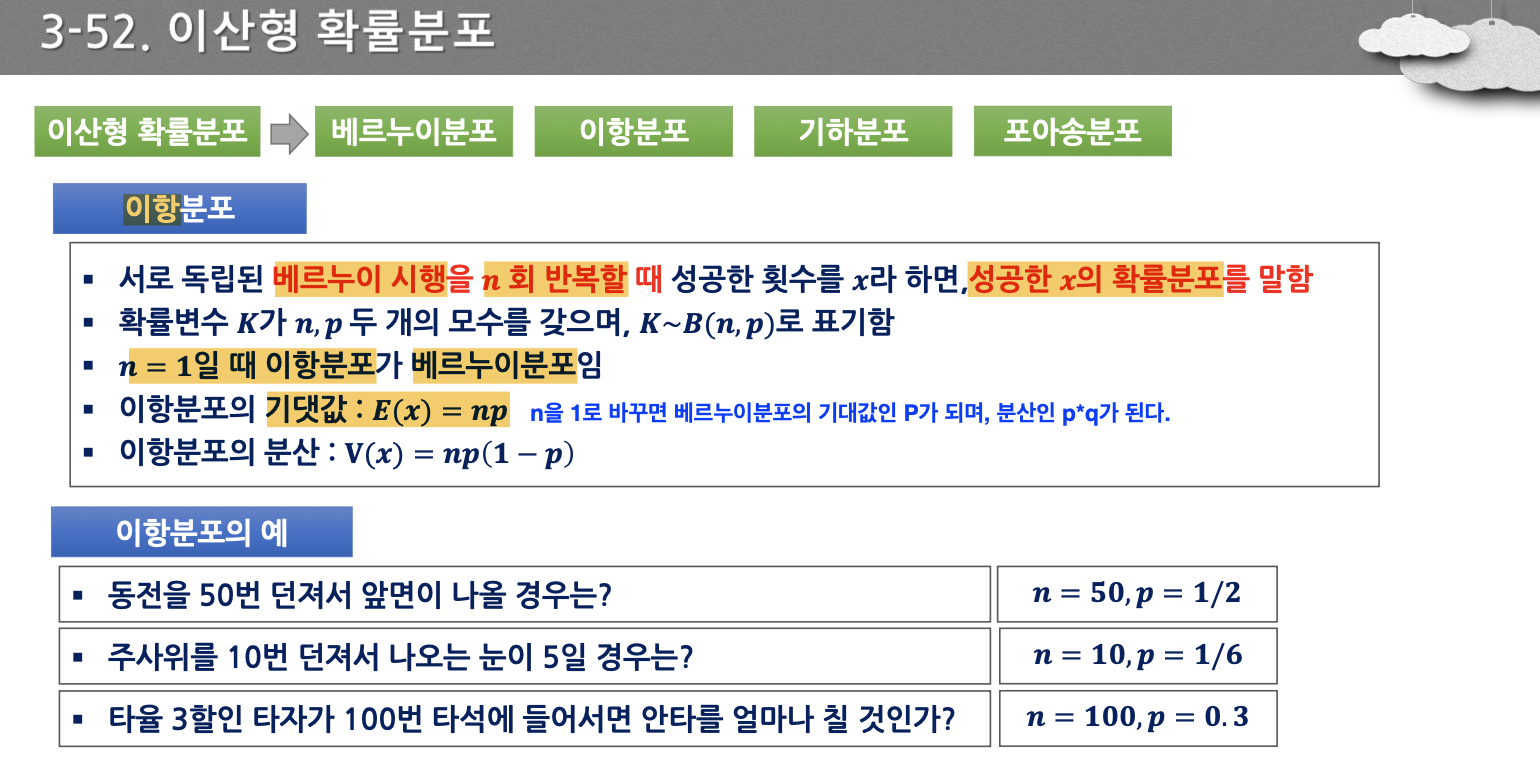 3-52. 이산형 확률분포
이산형 확률분포 베르누이분포 이항분포 기하분포 포아송분포
이항분포
▪ 서로 독립된 베르누이 시행을 n 회 반복할 때 성공한 횟수를 x라 하면,성공한 x의 확률분포를 말함
▪ 확률변수 K가 n,p 두 개의 모수를 갖으며, K~B(n,p)로 표기함
▪ n = 1일 때 이항분포가 베르누이분포임
▪ 이항분포의 기댓값 : E(x) = np n을 1로 바꾸면 베르누이분포의 기대값인 P가 되며, 분산인 p*q가 된다.
▪ 이항분포의 분산 : V(x) = np(1 − p)
이항분포의 예
▪ 동전을 50번 던져서 앞면이 나올 경우는? n = 50, p = 1/2
▪ 주사위를 10번 던져서 나오는 눈이 5일 경우는? n = 10, p = 1/6
▪ 타율 3할인 타자가 100번 타석에 들어서면 안타를 얼마나 칠 것인가? n = 100, p = 0.3